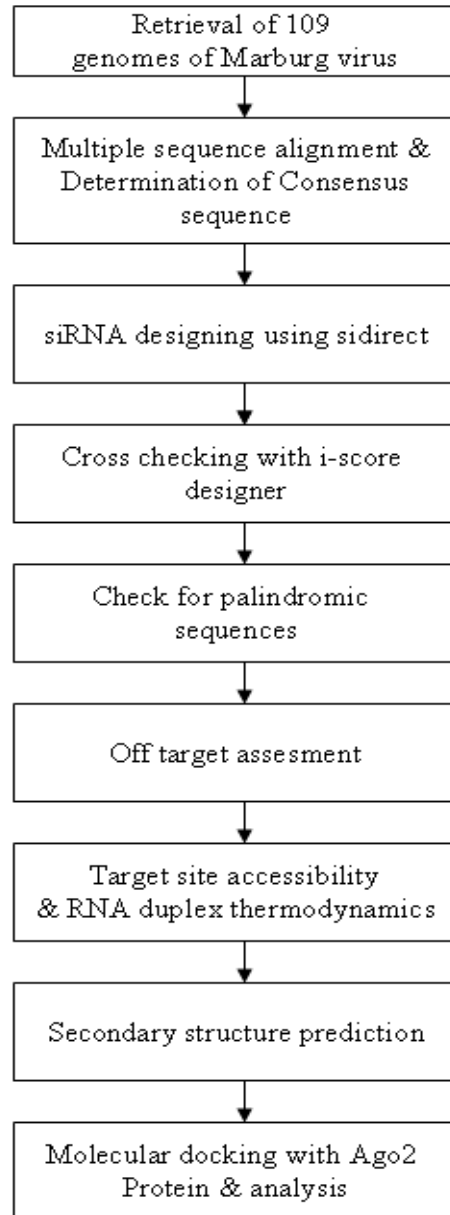 Retrieval of 109
genomes of Marburg virus
Multiple sequence alignment &
Determination of Consensus
sequence
siRNA designing using sidirect
Cross checking with i-score
designer
Check for palindromic
sequences
Off target assesment
Target site accessibility
& RNA duplex thermodynamics
Secondary structure prediction
Molecular docking with Ago2
Protein & analysis